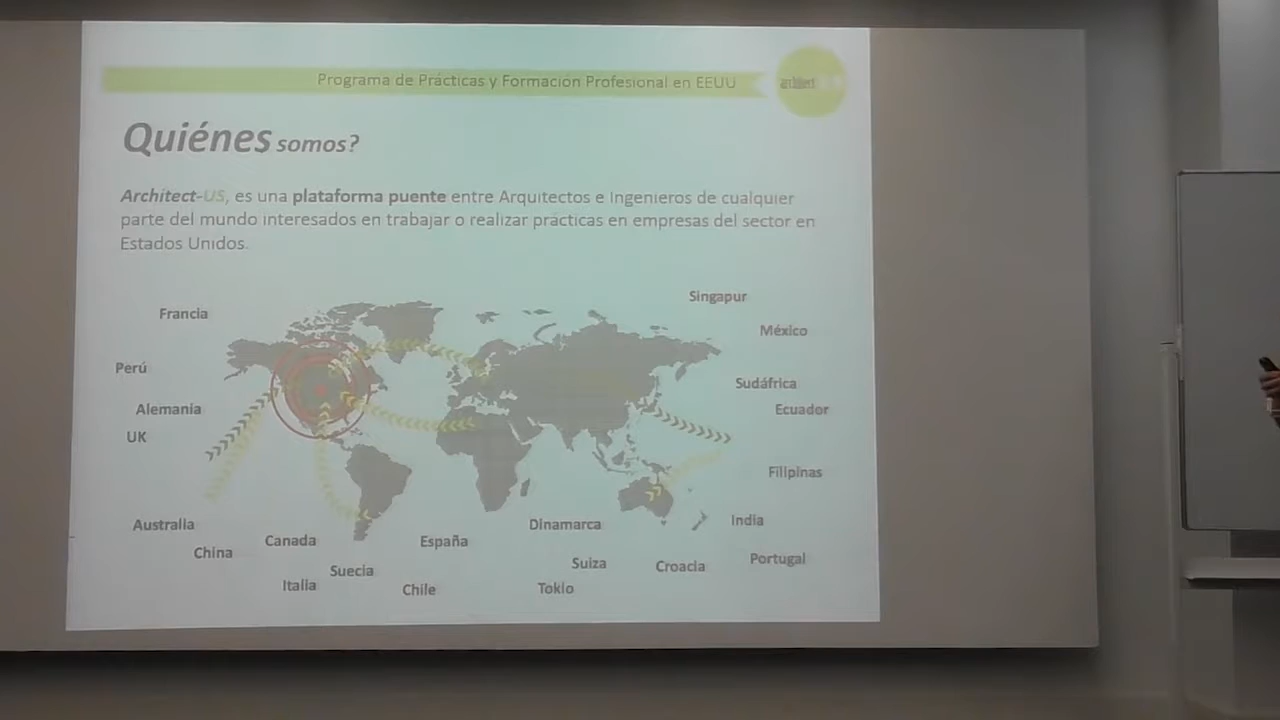 Programa de Prácticas y Formación Profesional en EEUU
Quiénes somos?
Architect-US, es una plataforma puente entre Arquitectos e Ingenieros de cualquier
parte del mundo interesados en trabajar o realizar prácticas en empresas del sector en
Estados Unidos.
Singapur
Francia
México
Perú
Sudáfrica
Alemania
Ecuador
UK
Filipinas
Australia
Dinamarca
India
China
Canada
España
Suecia
Suiza
Croacia
Portugal
Italia
Chile
Tokio